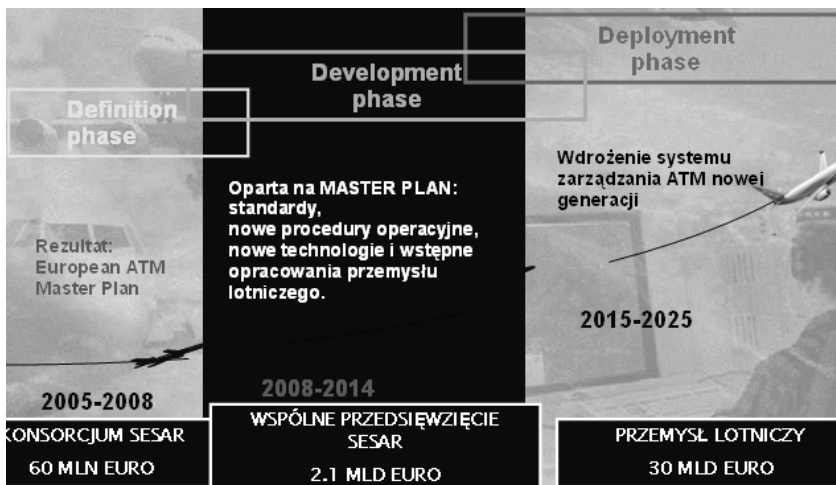 Definition
phase
Rezultat:
European ATM
Master Plan
2005-2008
KONSORCJUM SESAR
60 MLN EURO
Development
phase
Oparta na MASTER PLAN:
standardy,
nowe procedury operacyjne,
nowe technologie i wstępne
opracowania przemysłu
lotniczego.
2008-2014
WSPÓLNE PRZEDSIĘWZIĘCIE
SESAR
2.1 MLD EURO
Deployment
phase
Wdrożenie systemu
zarządzania ATM nowej
generacji
2015-2025
PRZEMYSŁ LOTNICZY
30 MLD EURO